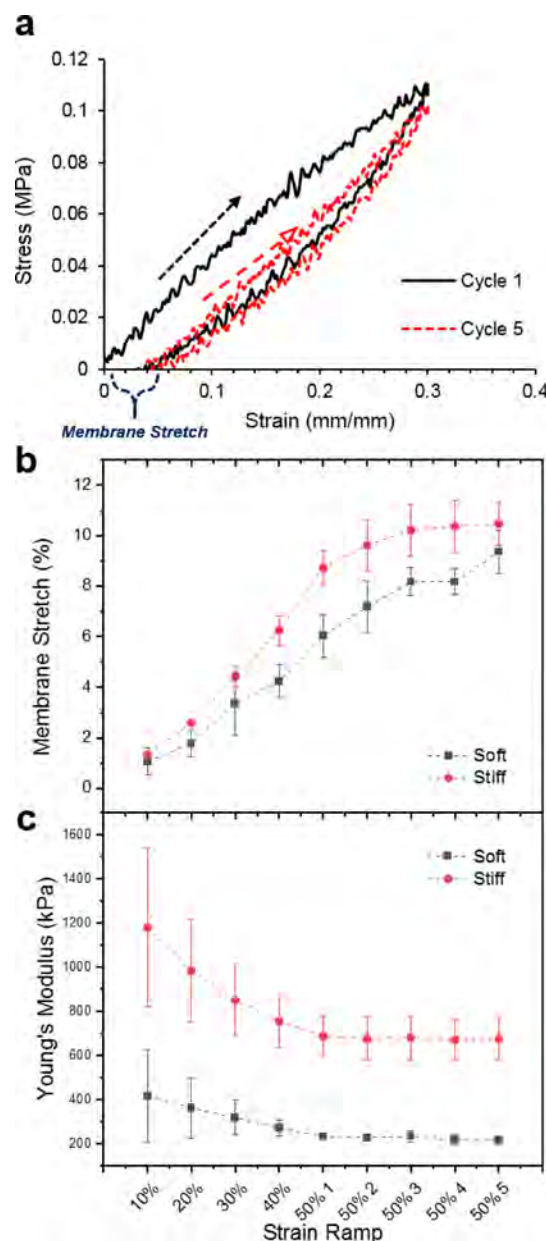 a
0.12
0.1
0.08
0.06
0.04
0.02
0
Stress (MPa)
Cycle 1
Cycle 5
0 0.1 0.2 0.3 0.4
Strain (mm/mm)
Membrane Stretch
b
12
10
8
6
4
2
0
Membrane Stretch (%)
Soft
Stiff
c
1600
1400
1200
1000
800
600
400
200
Young's Modulus (kPa)
Soft
Stiff
10% 20% 30% 40% 50% 1 50% 2 50% 3 50% 4 50% 5
Strain Ramp